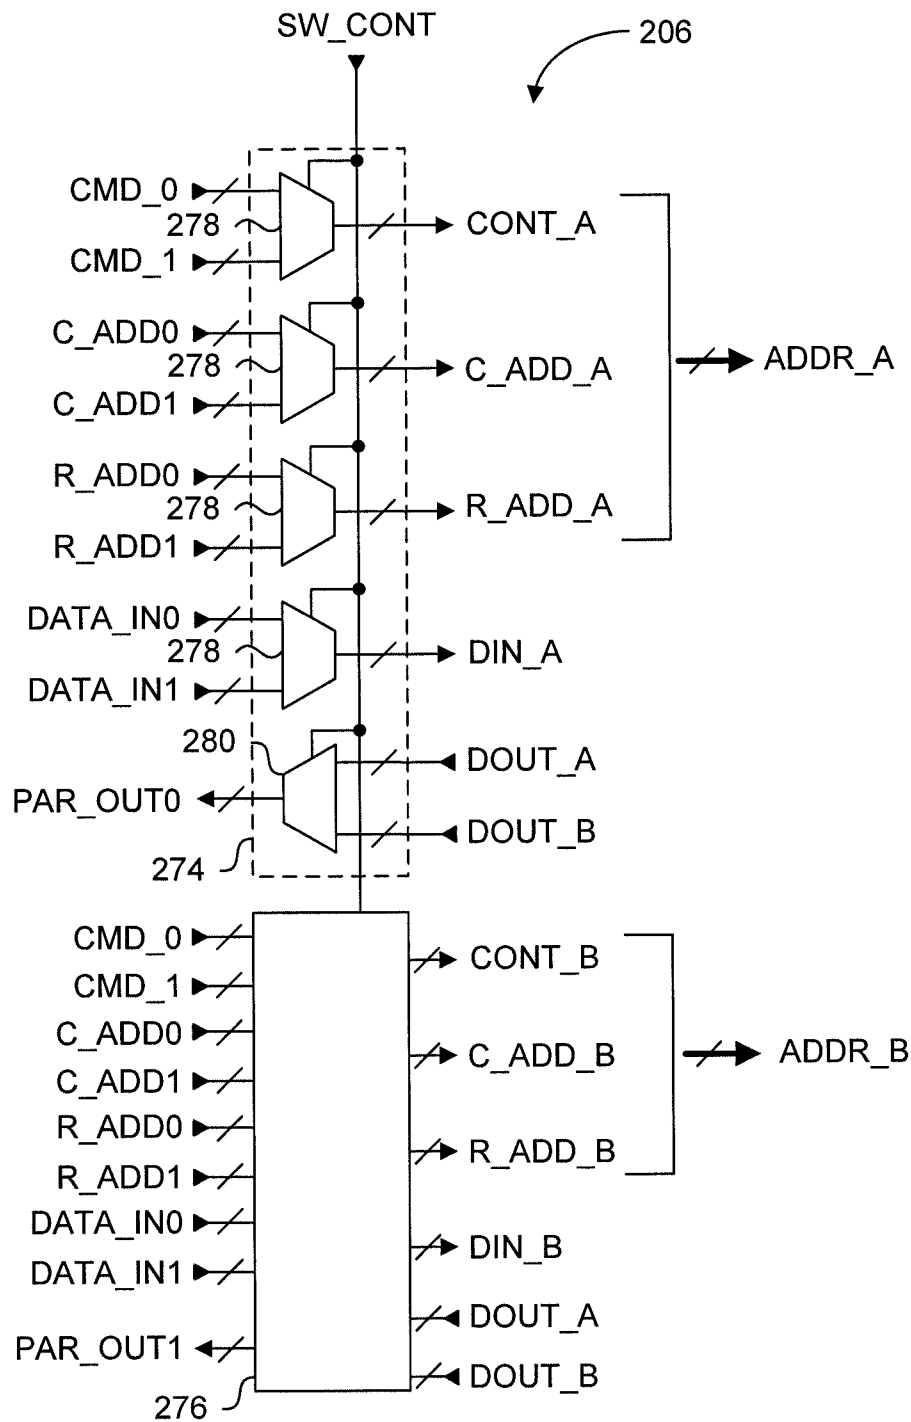 SW_CONT
206
CMD_0
278
CMD_1
CONT_A
C_ADD0
278
C_ADD1
C_ADD_A
ADDR_A
R_ADD0
278
R_ADD1
R_ADD_A
DATA_IN0
278
DATA_IN1
DIN_A
280
DOUT_A
PAR_OUT0
DOUT_B
274
CMD_0
CMD_1
C_ADD0
C_ADD1
R_ADD0
R_ADD1
DATA_IN0
DATA_IN1
PAR_OUT1
276
CONT_B
C_ADD_B
ADDR_B
R_ADD_B
DIN_B
DOUT_A
DOUT_B